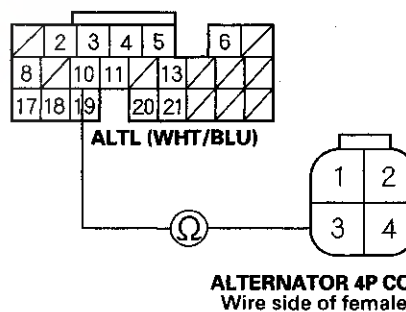 2 3 4 5 6
8 10 11 13
17 18 19 20 21
ALTL (WHT/BLU)
1 2
Ω
3 4
ALTERNATOR 4P
Wire side of female